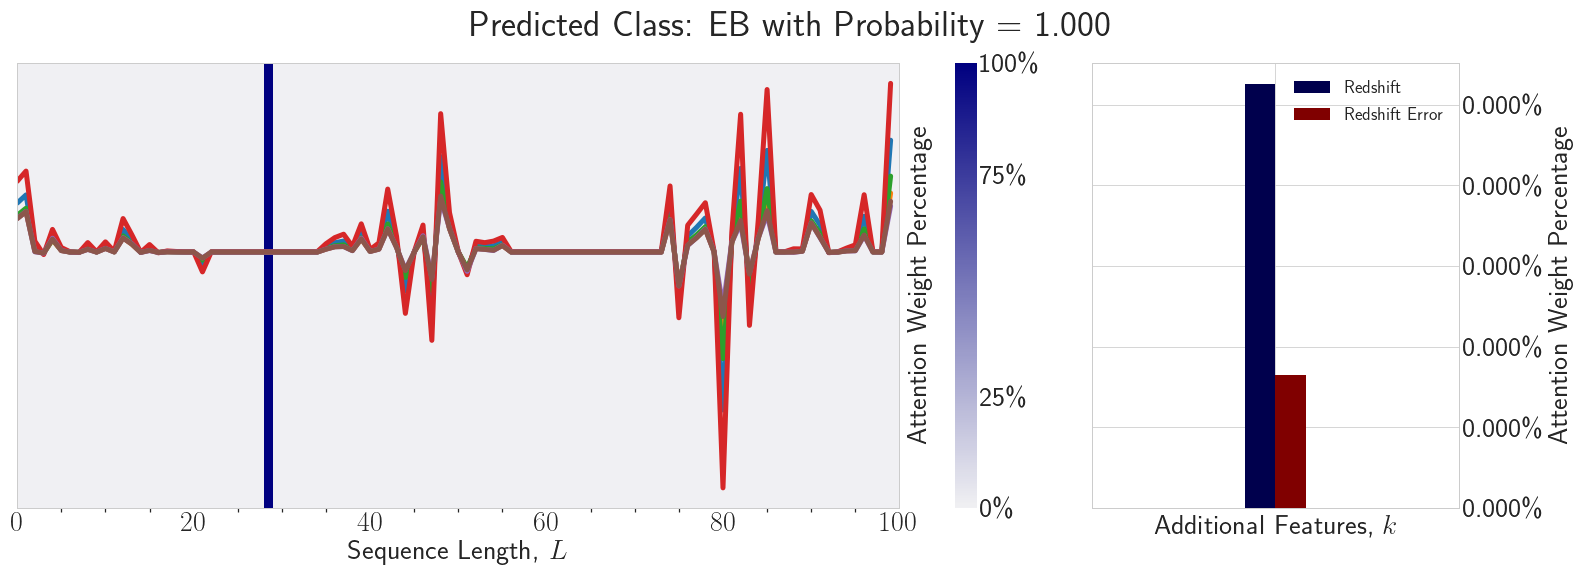 Predicted Class: EB with Probability = 1.000
0
20
40
60
80
100
Sequence Length, L
100%
75%
25%
0%
Attention Weight Percentage
Redshift
Redshift Error
0.000%
0.000%
0.000%
0.000%
0.000%
0.000%
Attention Weight Percentage
Additional Features, k